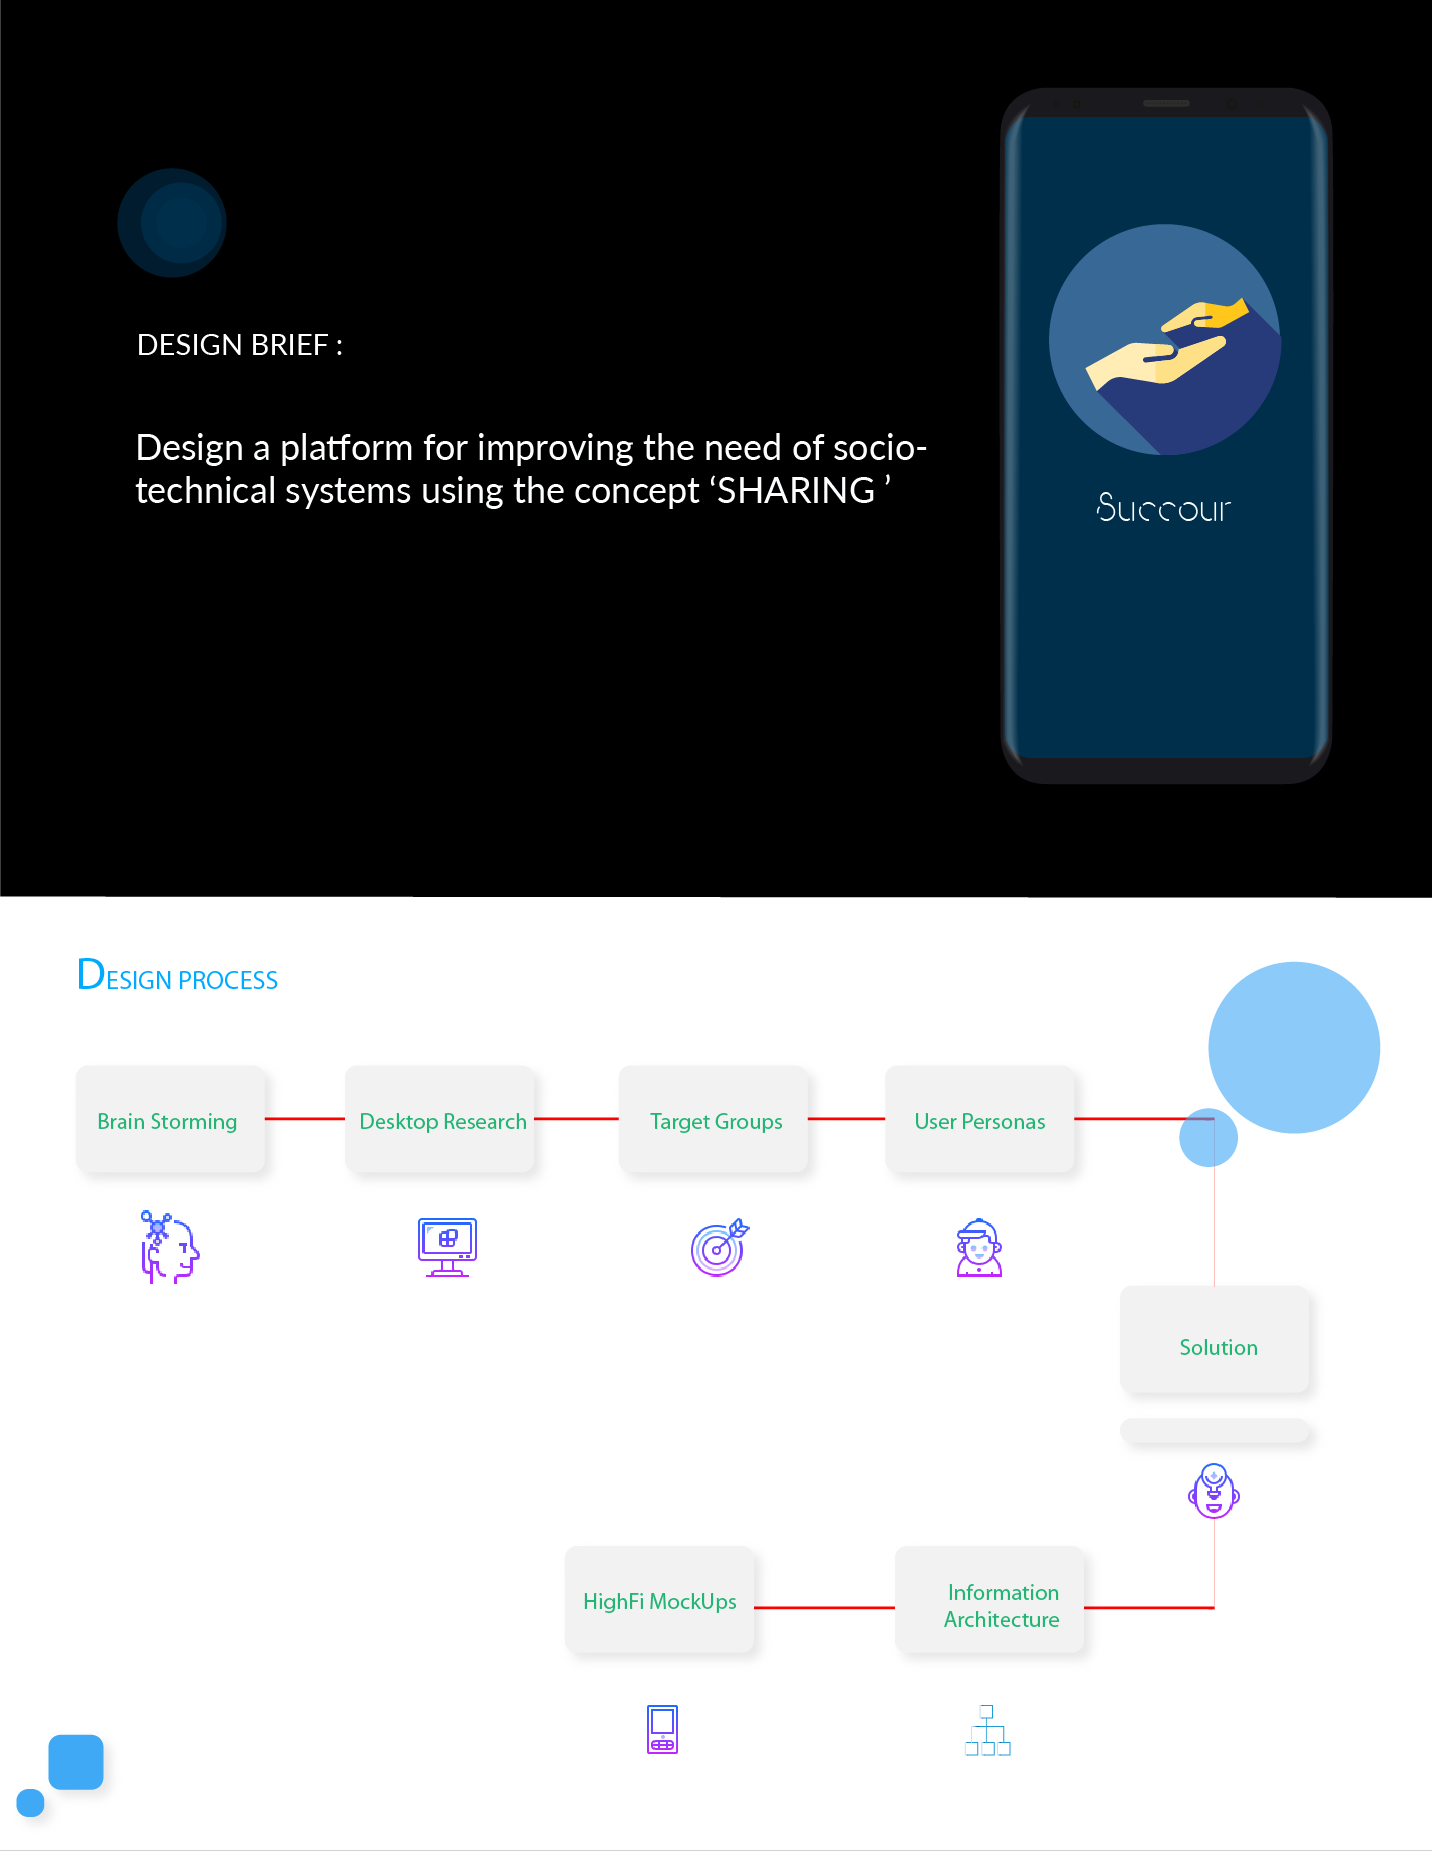 DESIGN BRIEF :
Design a platform for improving the need of socio-
technical systems using the concept ‘SHARING ’
Succour
DESIGN PROCESS
Brain Storming
Desktop Research
Target Groups
User Personas
Solution
HighFi MockUps
Information
Architecture